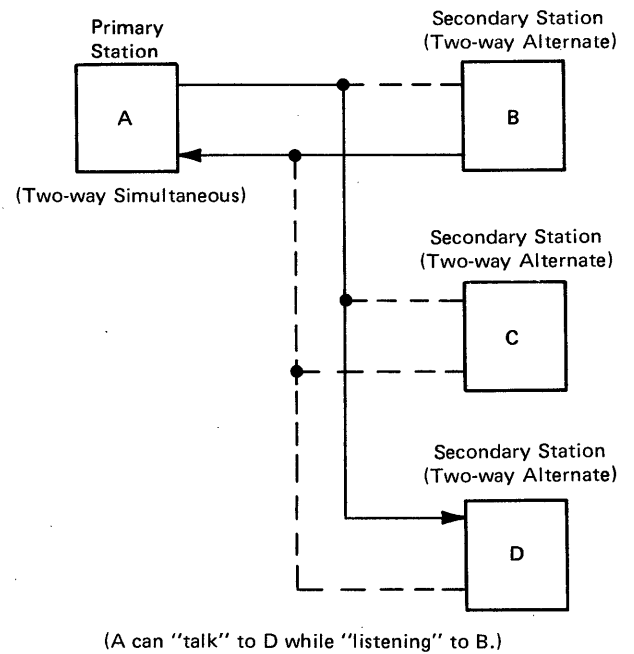 Primary
Station
A
(Two-way Simultaneous)
Secondary Station
(Two-way Alternate)
B
Secondary Station
(Two-way Alternate)
C
Secondary Station
(Two-way Alternate)
D
(A can "talk" to D while "listening" to B.)